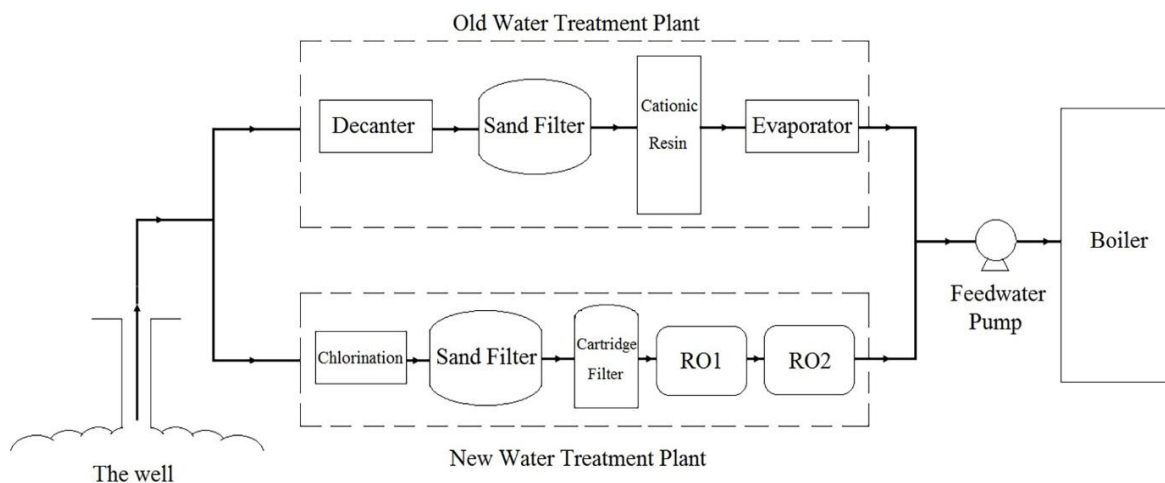 Old Water Treatment Plant
Decanter
Sand Filter
Cationic
Resin
Evaporator
Chlorination
Sand Filter
Cartridge
Filter
RO1
RO2
New Water Treatment Plant
The well
Feedwater
Pump
Boiler